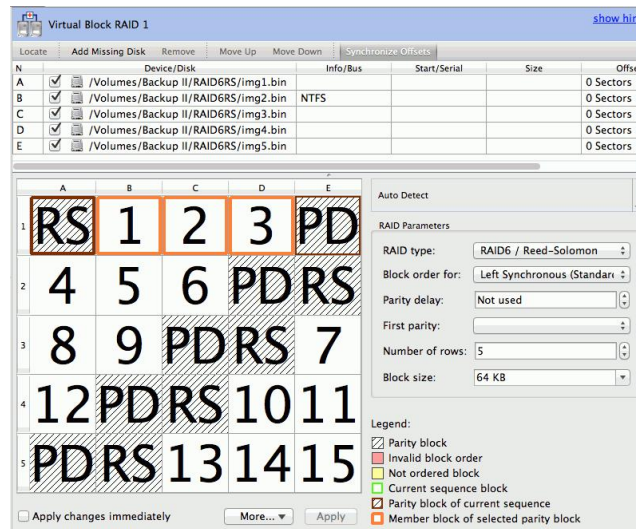 Virtual Block RAID 1
show hin
Locate Add Missing Disk Remove Move Up Move Down Synchronize Offsets
N Device/Disk Info/Bus Start/Serial Size Offse
A /Volumes/Backup II/RAID6RS/img1.bin 0 Sectors
B /Volumes/Backup II/RAID6RS/img2.bin NTFS 0 Sectors
C /Volumes/Backup II/RAID6RS/img3.bin 0 Sectors
D /Volumes/Backup II/RAID6RS/img4.bin 0 Sectors
E /Volumes/Backup II/RAID6RS/img5.bin 0 Sectors
A B C D E
1 RS 1 2 3 PD
2 4 5 6 PD RS
3 8 9 PD RS 7
4 12 PD RS 10 11
5 PD RS 13 14 15
Apply changes immediately More... Apply
Auto Detect
RAID Parameters
RAID type: RAID6 / Reed-Solomon
Block order for: Left Synchronous (Standar
Parity delay: Not used
First parity:
Number of rows: 5
Block size: 64 KB
Legend:
Parity block
Invalid block order
Not ordered block
Current sequence block
Parity block of current sequence
Member block of selected parity block